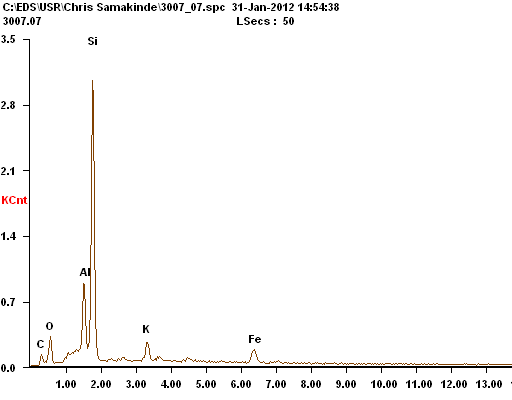 C:\EDS\USR\Chris Samakinde\3007_07.spc 31-Jan-2012 14:54:38
3007.07 LSecs : 50
3.5
Si
2.8
2.1
KCnt
1.4
Al
0.7
O
C
K
Fe
0.0
1.00 2.00 3.00 4.00 5.00 6.00 7.00 8.00 9.00 10.00 11.00 12.00 13.00